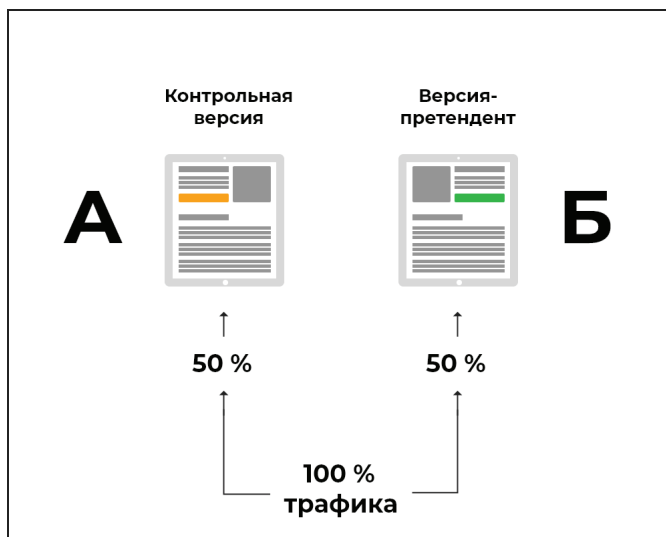 Контрольная
версия
Версия-
претендент
А
Б
50 %
50 %
100 %
трафика